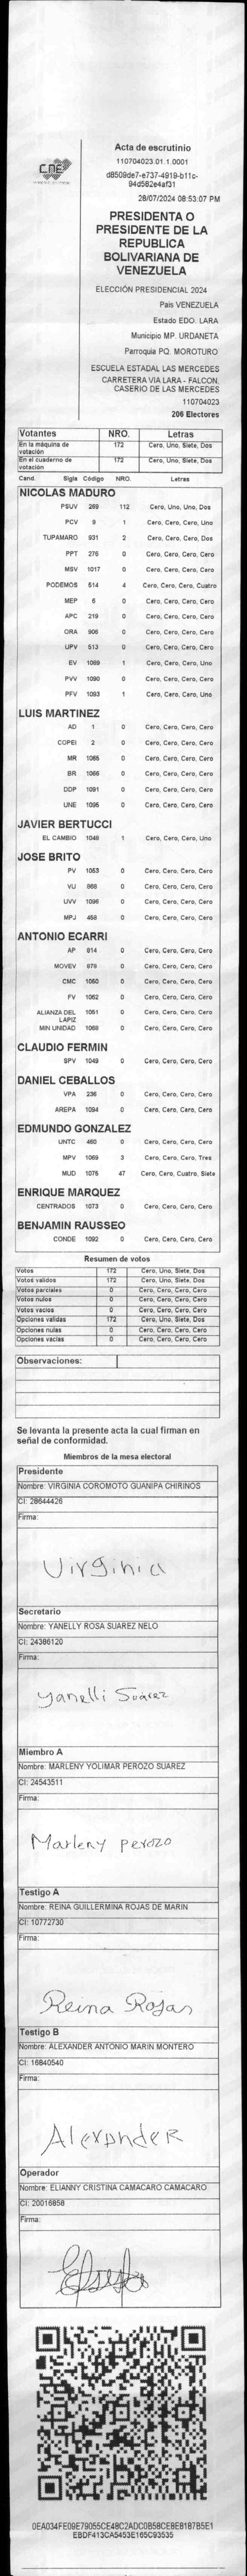 CNE
Acta de escrutinio
110704023.01.1.0001
d8509de7-e737-4919-b11c-
94d582e4af31
28/07/2024 08:53:07 PM
PRESIDENTA O
PRESIDENTE DE LA
REPUBLICA
BOLIVARIANA DE
VENEZUELA
ELECCIÓN PRESIDENCIAL 2024
Pais VENEZUELA
Estado EDO. LARA
Municipio MP. URDANETA
Parroquia PQ. MOROTURO
ESCUELA ESTADAL LAS MERCEDES
CARRETERA VIA LARA - FALCON.
CASERIO DE LAS MERCEDES
110704023
206 Electores
Votantes NRO. Letras
En la máquina de votación 172 Cero, Uno, Siete, Dos
En el cuaderno de votación 172 Cero, Uno, Siete, Dos
Cand. Sigla Código NRO. Letras
NICOLAS MADURO
PSUV 269 112 Cero, Uno, Uno, Dos
PCV 9 1 Cero, Cero, Cero, Uno
TUPAMARO 931 2 Cero, Cero, Cero, Dos
PPT 276 0 Cero, Cero, Cero, Cero
MSV 1017 0 Cero, Cero, Cero, Cero
PODEMOS 514 4 Cero, Cero, Cero, Cuatro
MEP 6 0 Cero, Cero, Cero, Cero
APC 219 0 Cero, Cero, Cero, Cero
ORA 906 0 Cero, Cero, Cero, Cero
UPV 513 0 Cero, Cero, Cero, Cero
EV 1089 1 Cero, Cero, Cero, Uno
PVV 1090 0 Cero, Cero, Cero, Cero
PFV 1093 1 Cero, Cero, Cero, Uno
LUIS MARTINEZ
AD 1 0 Cero, Cero, Cero, Cero
COPEI 2 0 Cero, Cero, Cero, Cero
MR 1065 0 Cero, Cero, Cero, Cero
BR 1066 0 Cero, Cero, Cero, Cero
DDP 1091 0 Cero, Cero, Cero, Cero
UNE 1095 0 Cero, Cero, Cero, Cero
JAVIER BERTUCCI
EL CAMBIO 1048 1 Cero, Cero, Cero, Uno
JOSE BRITO
PV 1053 0 Cero, Cero, Cero, Cero
VU 868 0 Cero, Cero, Cero, Cero
UVV 1096 0 Cero, Cero, Cero, Cero
MPJ 458 0 Cero, Cero, Cero, Cero
ANTONIO ECARRI
AP 814 0 Cero, Cero, Cero, Cero
MOVEV 978 0 Cero, Cero, Cero, Cero
CMC 1050 0 Cero, Cero, Cero, Cero
FV 1062 0 Cero, Cero, Cero, Cero
ALIANZA DEL LAPIZ 1051 0 Cero, Cero, Cero, Cero
MIN UNIDAD 1068 0 Cero, Cero, Cero, Cero
CLAUDIO FERMIN
SPV 1049 0 Cero, Cero, Cero, Cero
DANIEL CEBALLOS
VPA 236 0 Cero, Cero, Cero, Cero
AREPA 1094 0 Cero, Cero, Cero, Cero
EDMUNDO GONZALEZ
UNTC 460 0 Cero, Cero, Cero, Cero
MPV 1069 3 Cero, Cero, Cero, Tres
MUD 1075 47 Cero, Cero, Cuatro, Siete
ENRIQUE MARQUEZ
CENTRADOS 1073 0 Cero, Cero, Cero, Cero
BENJAMIN RAUSSEO
CONDE 1092 0 Cero, Cero, Cero, Cero
Resumen de votos
Votos 172 Cero, Uno, Siete, Dos
Votos validos 172 Cero, Uno, Siete, Dos
Votos parciales 0 Cero, Cero, Cero, Cero
Votos nulos 0 Cero, Cero, Cero, Cero
Votos vacios 0 Cero, Cero, Cero, Cero
Opciones validas 172 Cero, Uno, Siete, Dos
Opciones nulas 0 Cero, Cero, Cero, Cero
Opciones vacias 0 Cero, Cero, Cero, Cero
Observaciones:
Se levanta la presente acta la cual firman en
señal de conformidad.
Miembros de la mesa electoral
Presidente
Nombre: VIRGINIA COROMOTO GUANIPA CHIRINOS
CI: 28644426
Firma:
Virginia
Secretario
Nombre: YANELLY ROSA SUAREZ NELO
CI: 24386120
Firma:
yanelli Suarez
Miembro A
Nombre: MARLENY YOLIMAR PEROZO SUAREZ
CI: 24543511
Firma:
Marleny perozo
Testigo A
Nombre: REINA GUILLERMINA ROJAS DE MARIN
CI: 10772730
Firma:
Reina Rojas
Testigo B
Nombre: ALEXANDER ANTONIO MARIN MONTERO
CI: 16840540
Firma:
Alexander
Operador
Nombre: ELIANNY CRISTINA CAMACARO CAMACARO
CI: 20016858
Firma:
0EA034FE09E79055CE48C2ADC0B58CE8E8187B5E1
EBDF413CA5453E165C93535